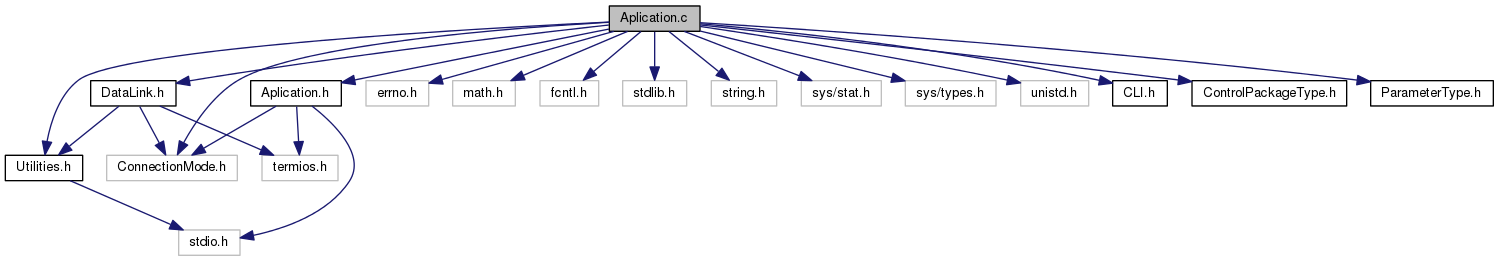 Aplication.c
DataLink.h
Aplication.h
errno.h
math.h
fcntl.h
stdlib.h
string.h
sys/stat.h
sys/types.h
unistd.h
CLI.h
ControlPackageType.h
ParameterType.h
Utilities.h
ConnectionMode.h
termios.h
stdio.h